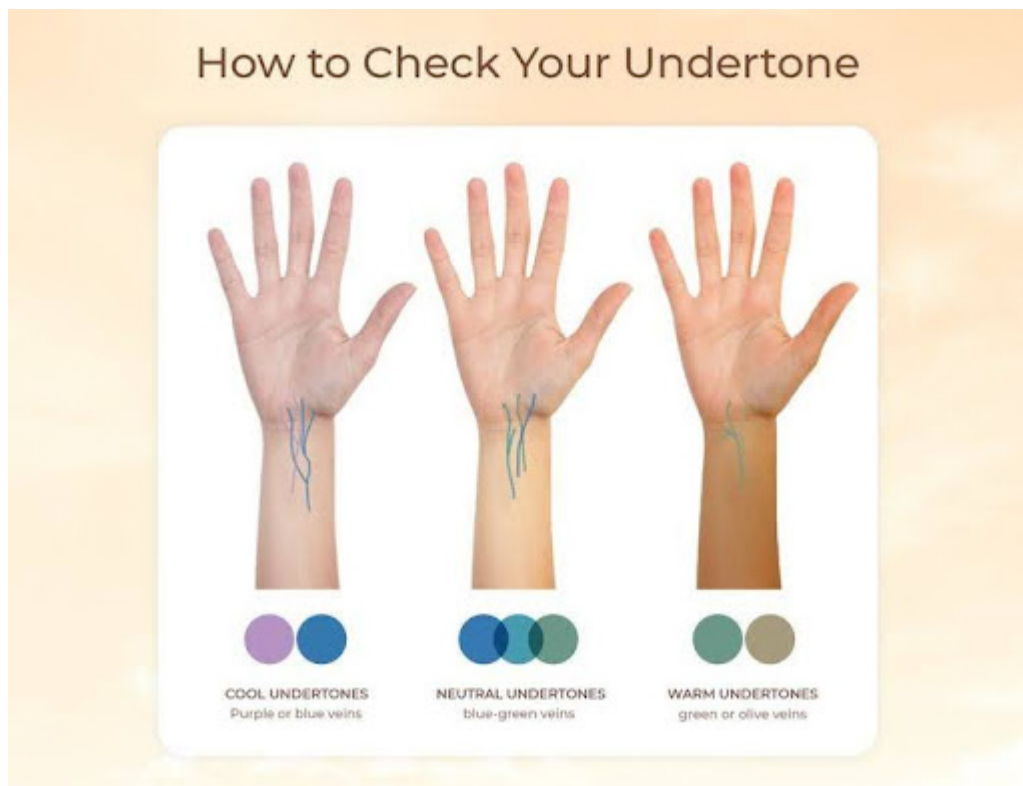 How to Check Your Undertone
COOL UNDERTONES
Purple or blue veins
NEUTRAL UNDERTONES
blue-green veins
WARM UNDERTONES
green or olive veins